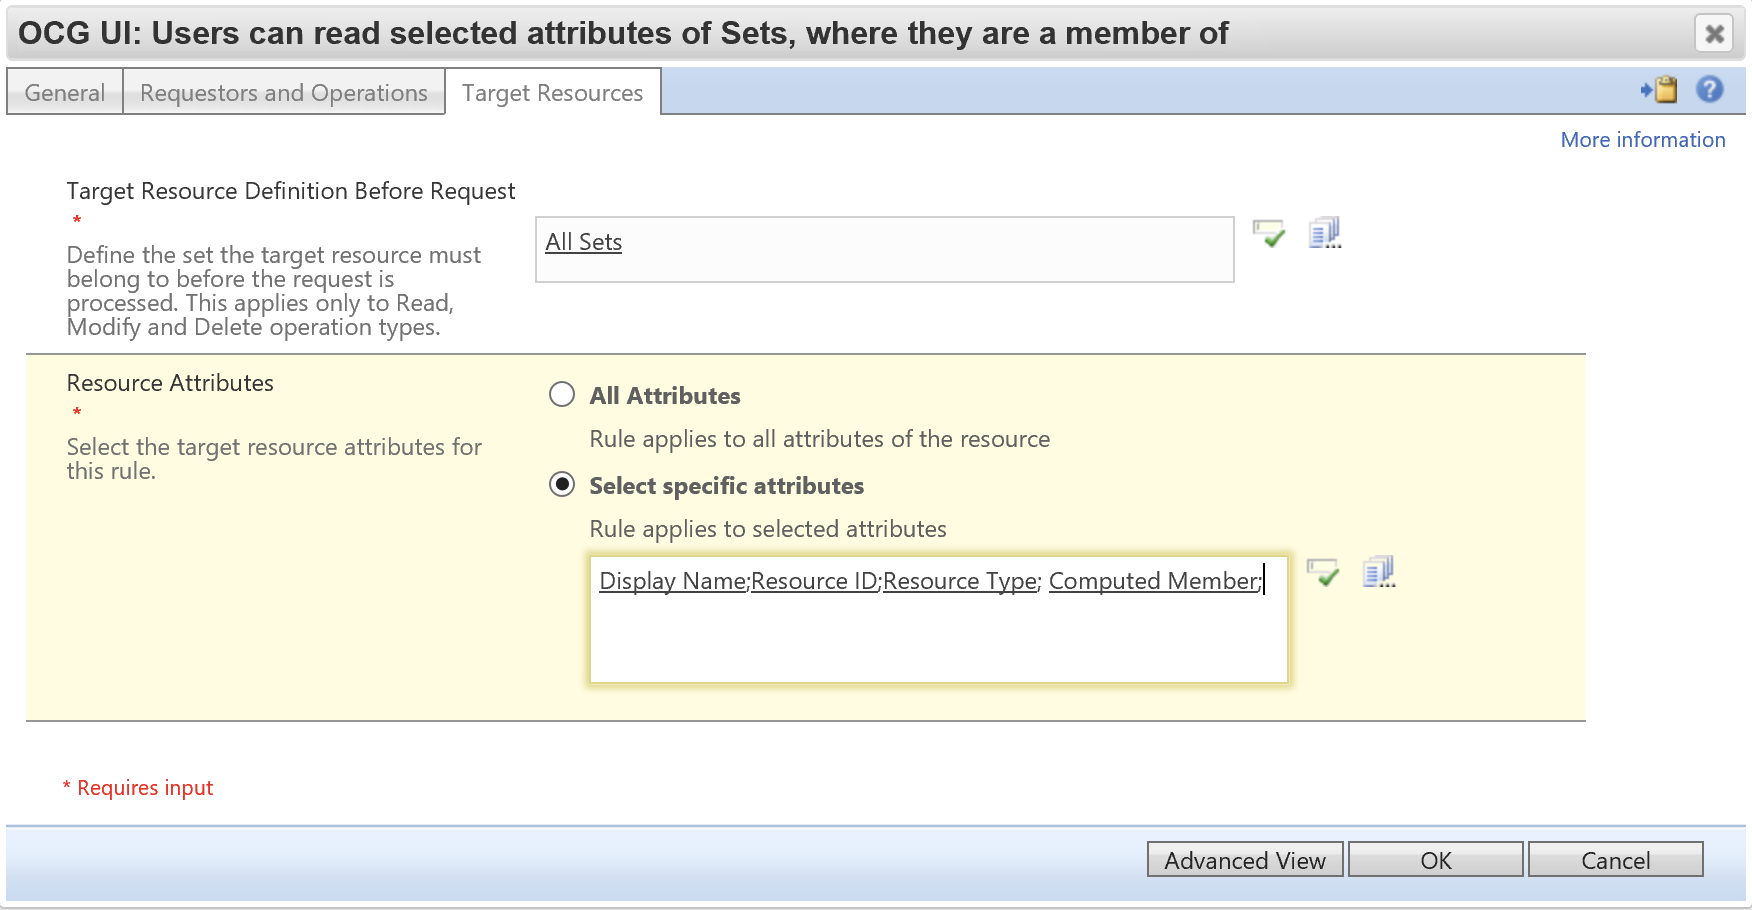 OCG UI: Users can read selected attributes of Sets, where they are a member of
General
Requestors and Operations
Target Resources
More information
Target Resource Definition Before Request
*
Define the set the target resource must
belong to before the request is
processed. This applies only to Read,
Modify and Delete operation types.
All Sets
Resource Attributes
*
Select the target resource attributes for
this rule.
All Attributes
Rule applies to all attributes of the resource
Select specific attributes
Rule applies to selected attributes
Display Name;Resource ID;Resource Type; Computed Member;
* Requires input
Advanced View
OK
Cancel